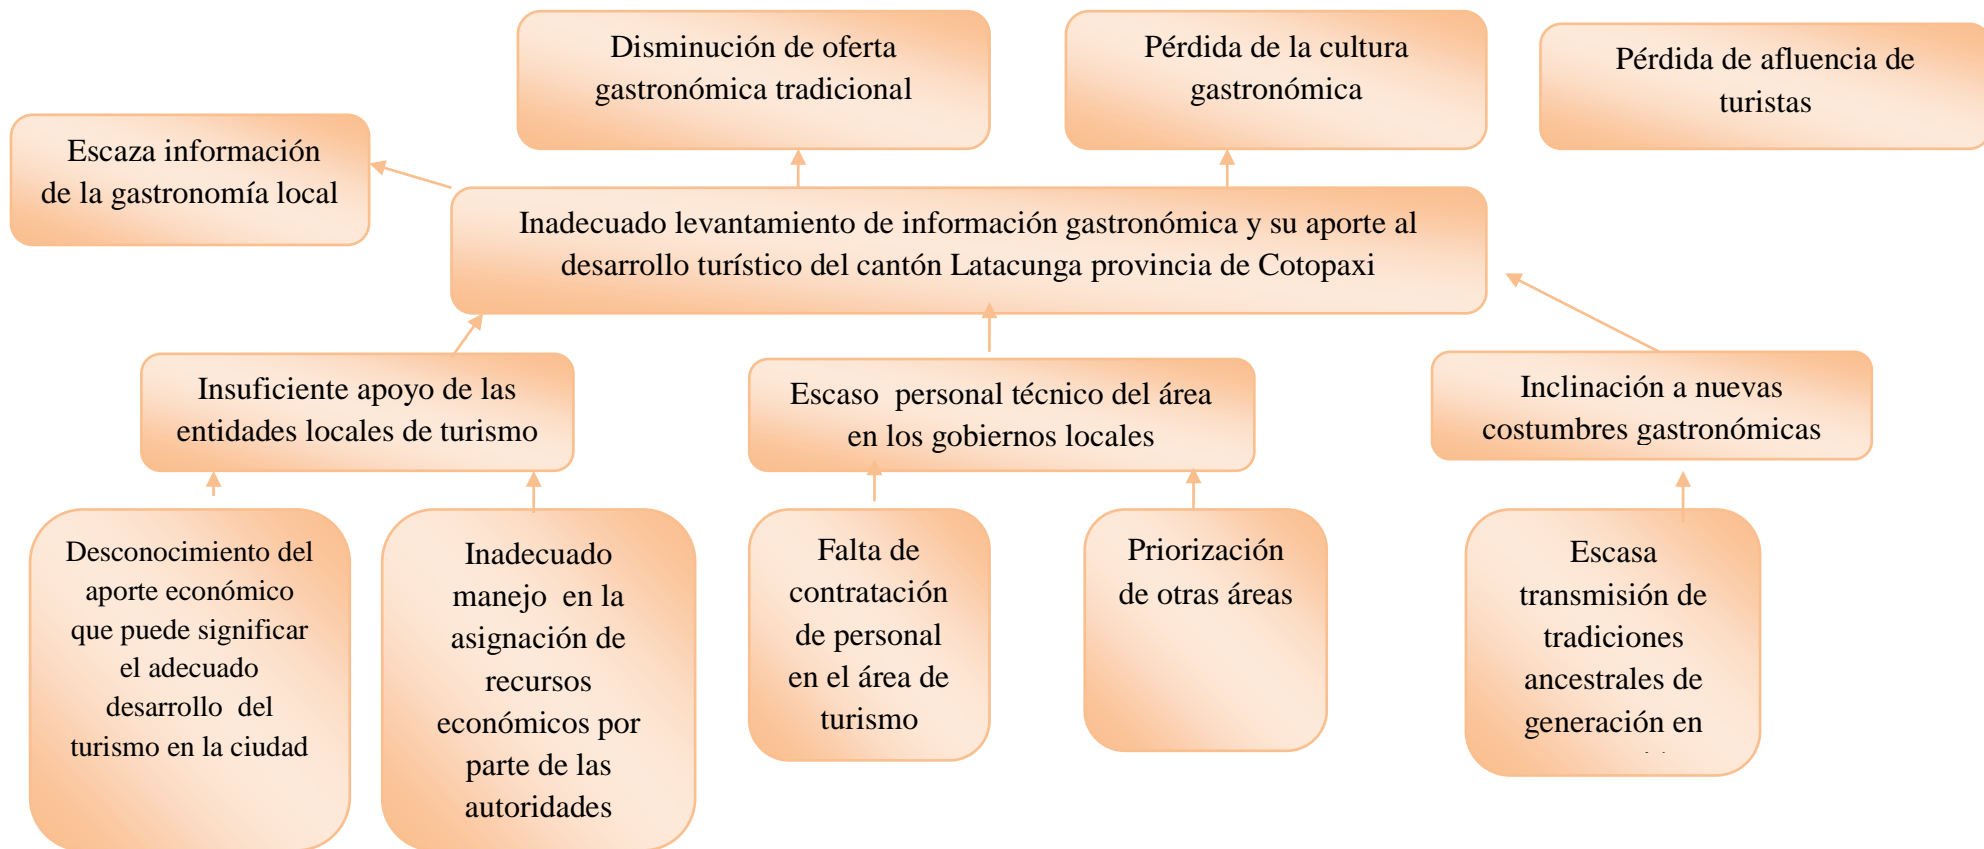 Disminución de oferta
gastronómica tradicional
Pérdida de la cultura
gastronómica
Pérdida de afluencia de
turistas
Escaza información
de la gastronomía local
Inadecuado levantamiento de información gastronómica y su aporte al
desarrollo turístico del cantón Latacunga provincia de Cotopaxi
Insuficiente apoyo de las
entidades locales de turismo
Escaso  personal técnico del área
en los gobiernos locales
Inclinación a nuevas
costumbres gastronómicas
Desconocimiento del
aporte económico
que puede significar
el adecuado
desarrollo  del
turismo en la ciudad
Inadecuado
manejo  en la
asignación de
recursos
económicos por
parte de las
autoridades
Falta de
contratación
de personal
en el área de
turismo
Priorización
de otras áreas
Escasa
transmisión de
tradiciones
ancestrales de
generación en